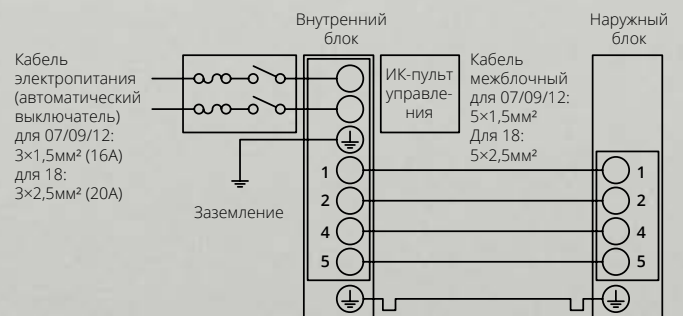 Внутренний
блок
Наружный
блок
Кабель
электропитания
(автоматический
выключатель)
для 07/09/12:
3×1,5мм² (16А)
для 18:
3×2,5мм² (20А)
ИК-пульт
управле-
ния
Кабель
межблочный
для 07/09/12:
5×1,5мм²
Для 18:
5×2,5мм²
Заземление
1
2
4
5
1
2
4
5